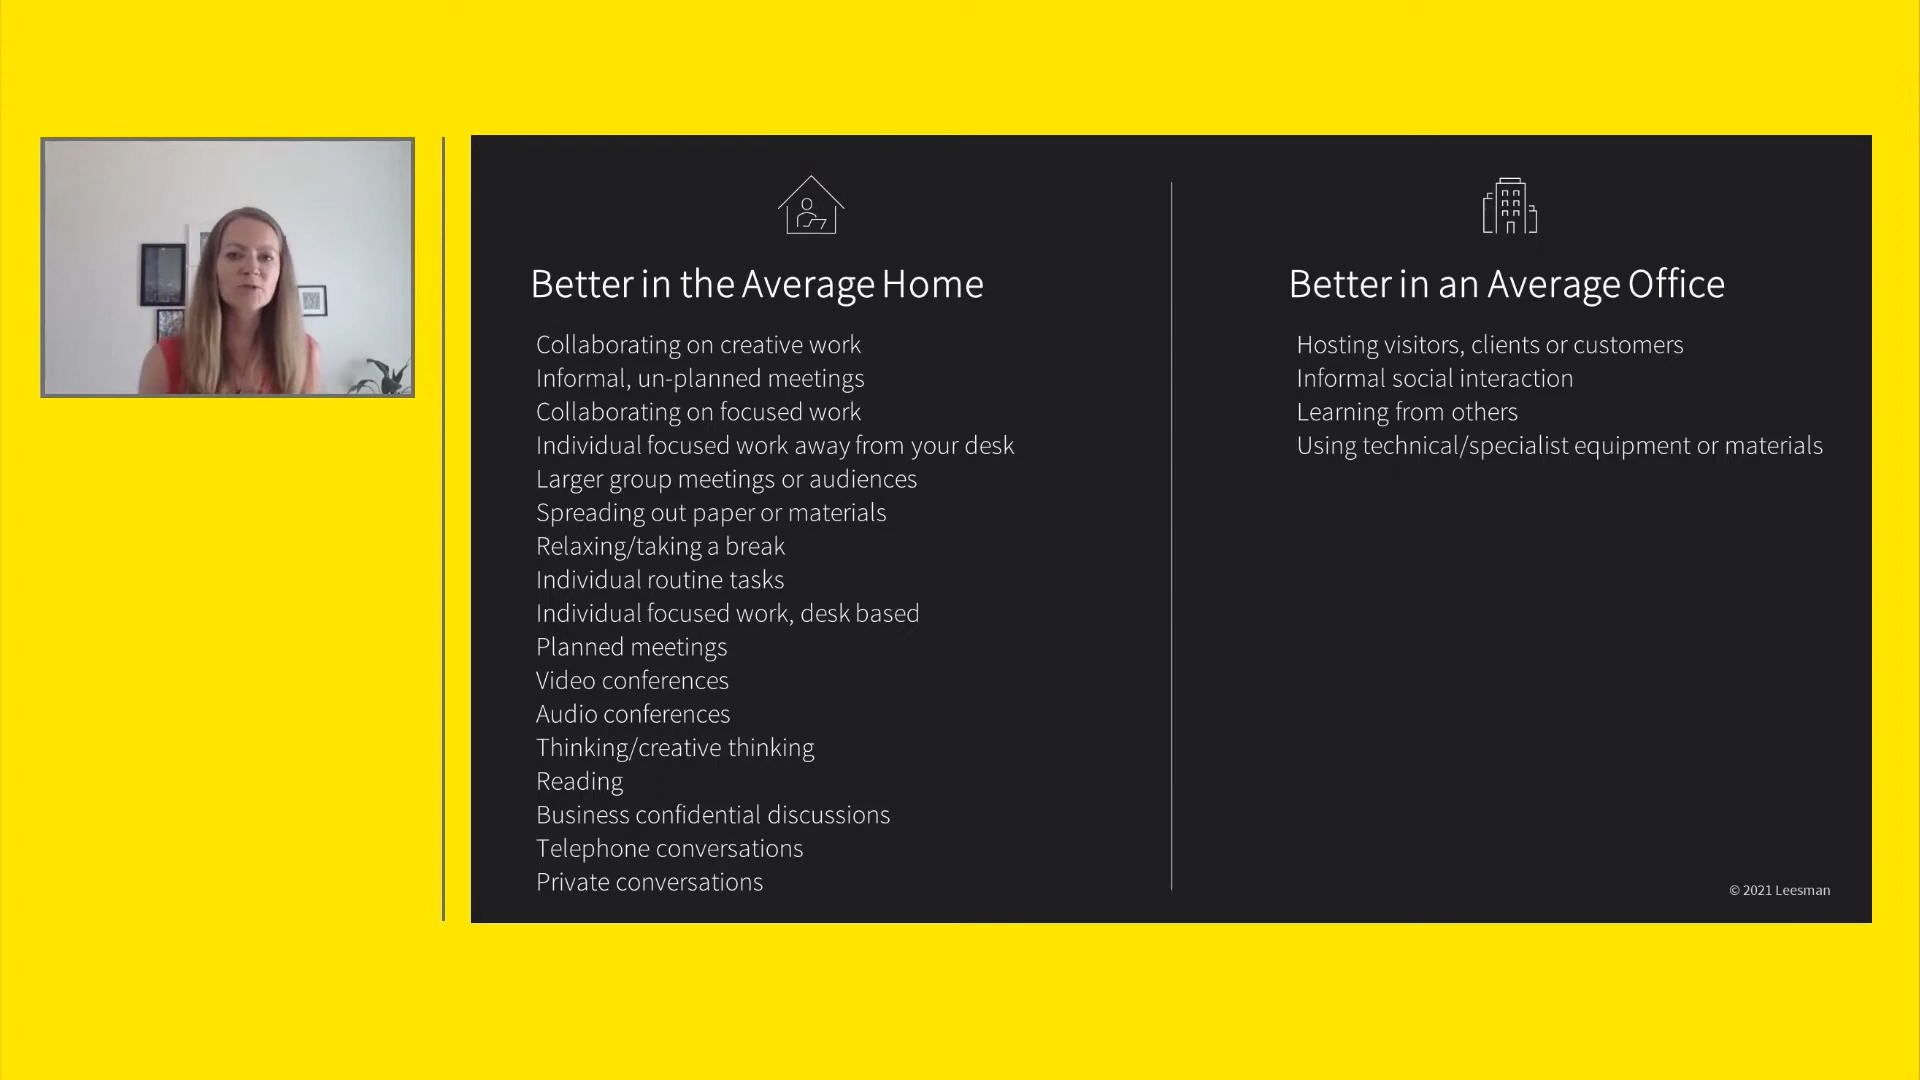 Better in the Average Home
Collaborating on creative work
Informal, un-planned meetings
Collaborating on focused work
Individual focused work away from your desk
Larger group meetings or audiences
Spreading out paper or materials
Relaxing/taking a break
Individual routine tasks
Individual focused work, desk based
Planned meetings
Video conferences
Audio conferences
Thinking/creative thinking
Reading
Business confidential discussions
Telephone conversations
Private conversations
Better in an Average Office
Hosting visitors, clients or customers
Informal social interaction
Learning from others
Using technical/specialist equipment or materials
© 2021 Leesman